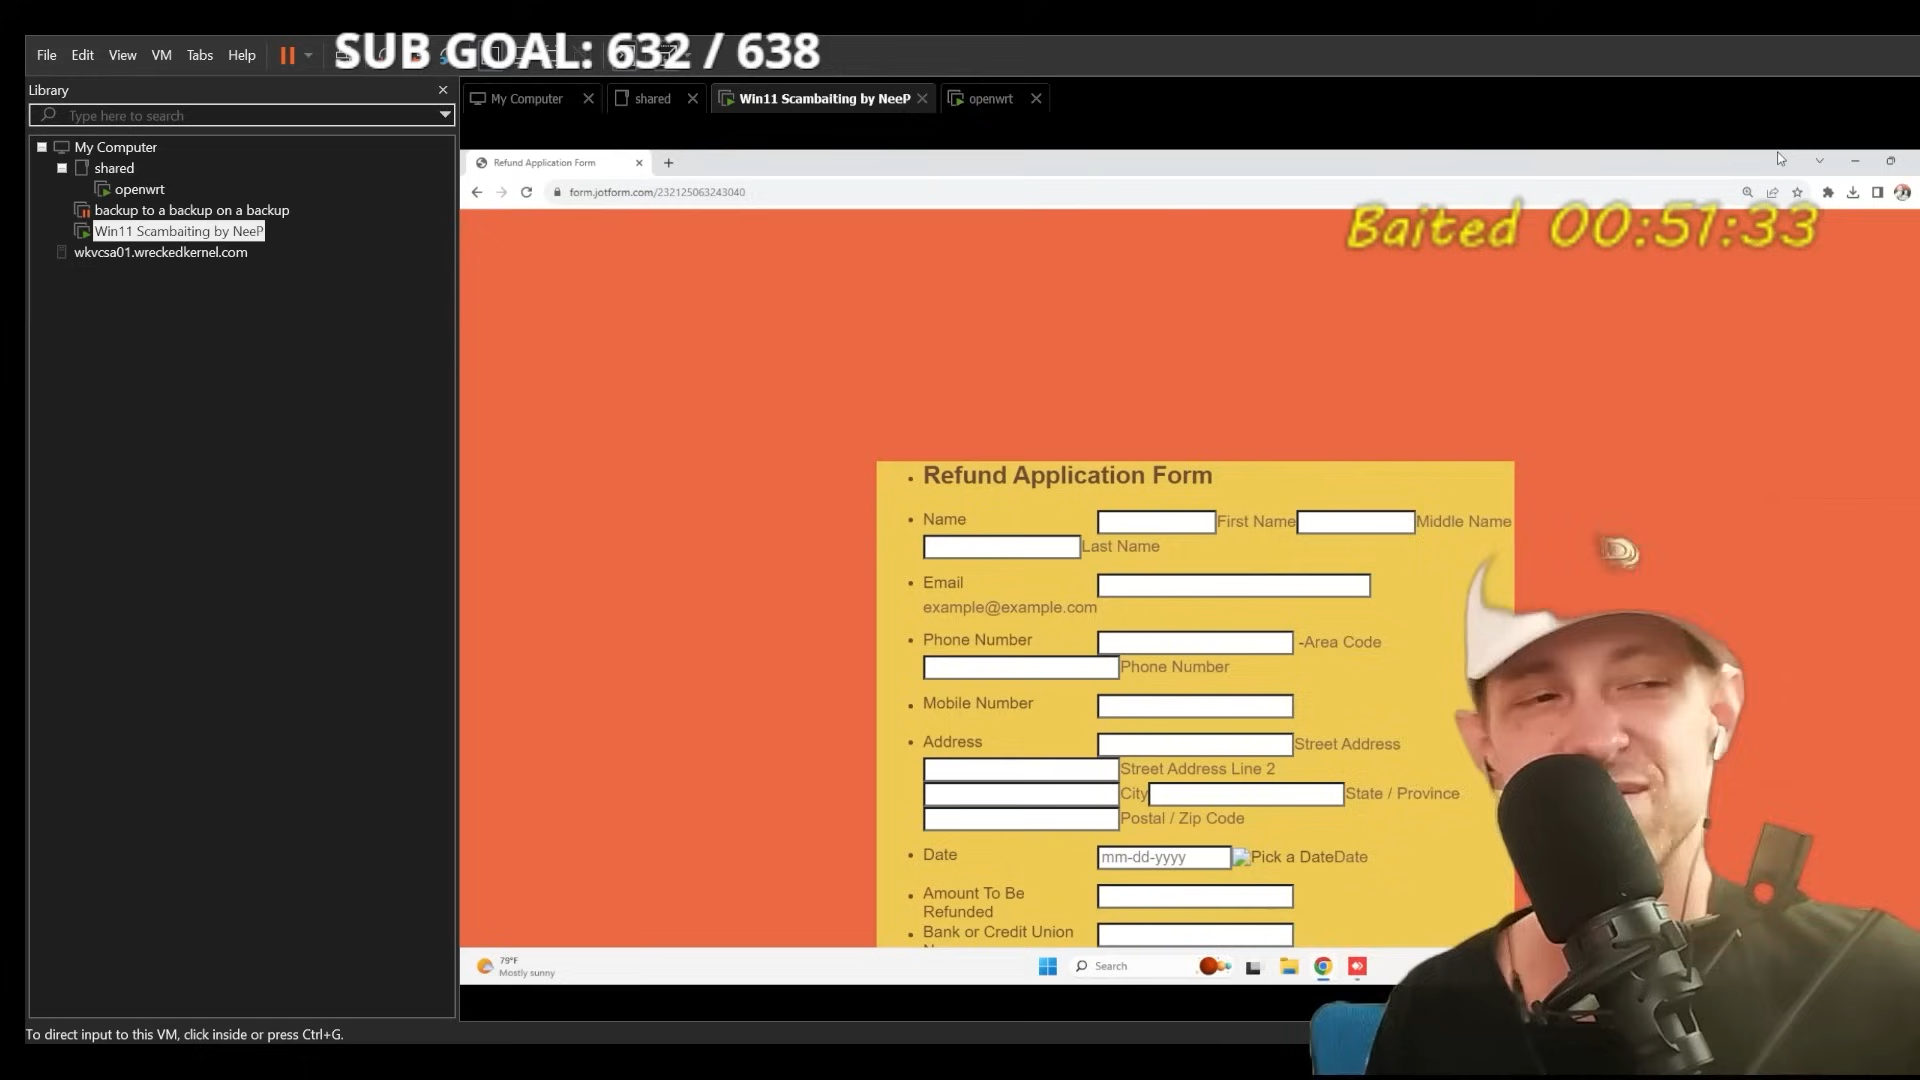 SUB GOAL: 632 / 638
File Edit View VM Tabs Help
Library
Type here to search
My Computer
shared
openwrt
backup to a backup on a backup
Win11 Scambaiting by NeeP
wkvcsa01.wreckedkernel.com
My Computer shared Win11 Scambaiting by NeeP openwrt
Refund Application Form
form.jotform.com/232125063243040
Baited 00:51:33
Refund Application Form
Name First Name Middle Name
Last Name
Email
example@example.com
Phone Number -Area Code
Phone Number
Mobile Number
Address Street Address
Street Address Line 2
City State / Province
Postal / Zip Code
Date mm-dd-yyyy Pick a DateDate
Amount To Be
Refunded
Bank or Credit Union
79°F
Mostly sunny
Search
To direct input to this VM, click inside or press Ctrl+G.